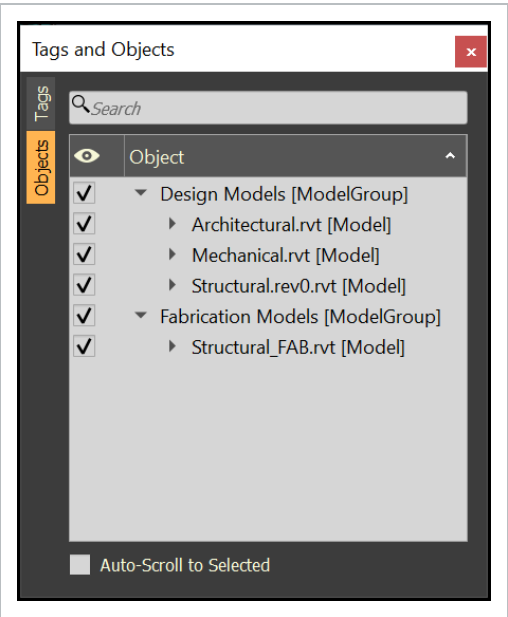 Tags and Objects
Tags
Objects
Search
Object
Design Models [ModelGroup]
Architectural.rvt [Model]
Mechanical.rvt [Model]
Structural.rev0.rvt [Model]
Fabrication Models [ModelGroup]
Structural_FAB.rvt [Model]
Auto-Scroll to Selected